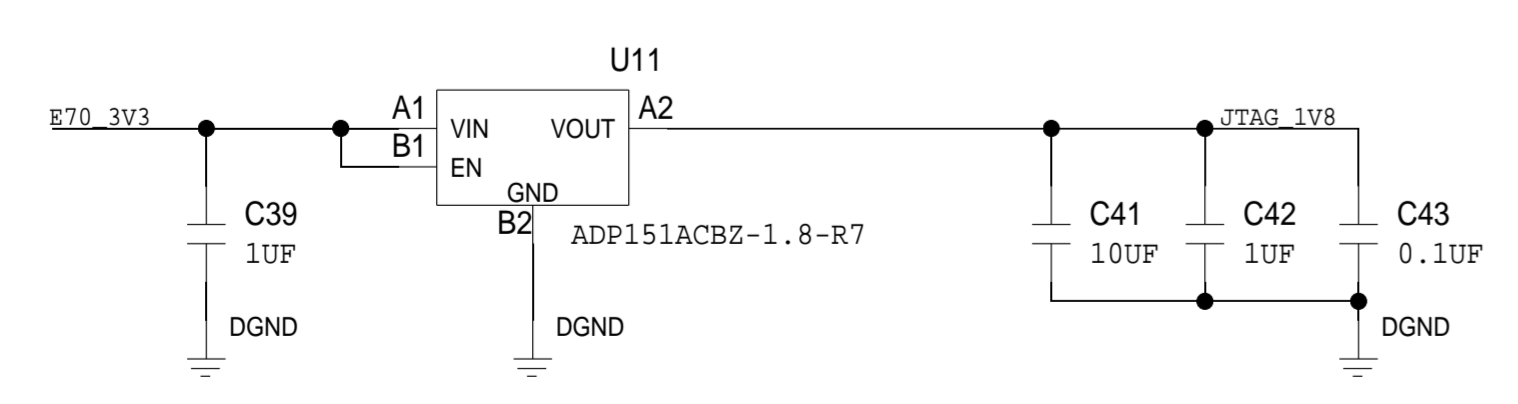 U11
E70_3V3
A1
VIN
VOUT
A2
JTAG_1V8
B1
EN
GND
B2
ADP151ACBZ-1.8-R7
C39
1UF
C41
10UF
C42
1UF
C43
0.1UF
DGND
DGND
DGND